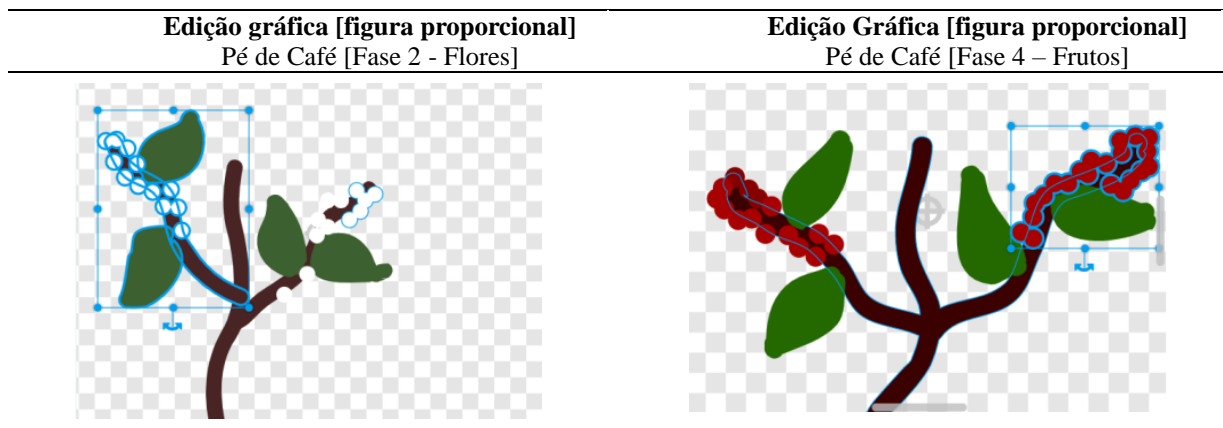 Edição gráfica [figura proporcional]
Pé de Café [Fase 2 - Flores]
Edição Gráfica [figura proporcional]
Pé de Café [Fase 4 – Frutos]